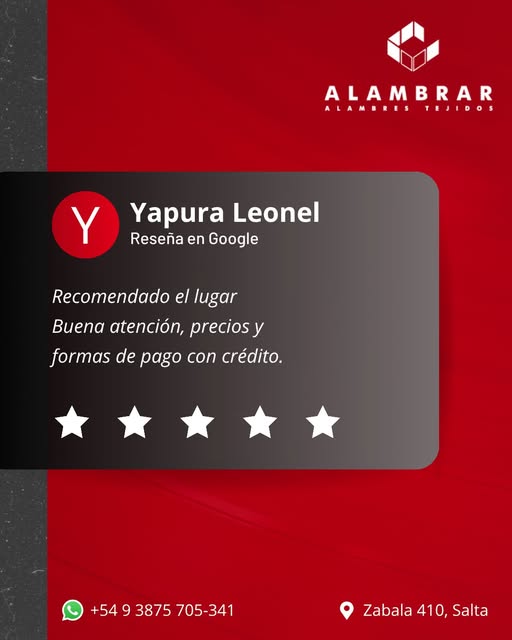 ALAMBRAR
ALAMBRES TEJIDOS
Y
Yapura Leonel
Reseña en Google
Recomendado el lugar
Buena atención, precios y
formas de pago con crédito.
+54 9 3875 705-341
Zabala 410, Salta